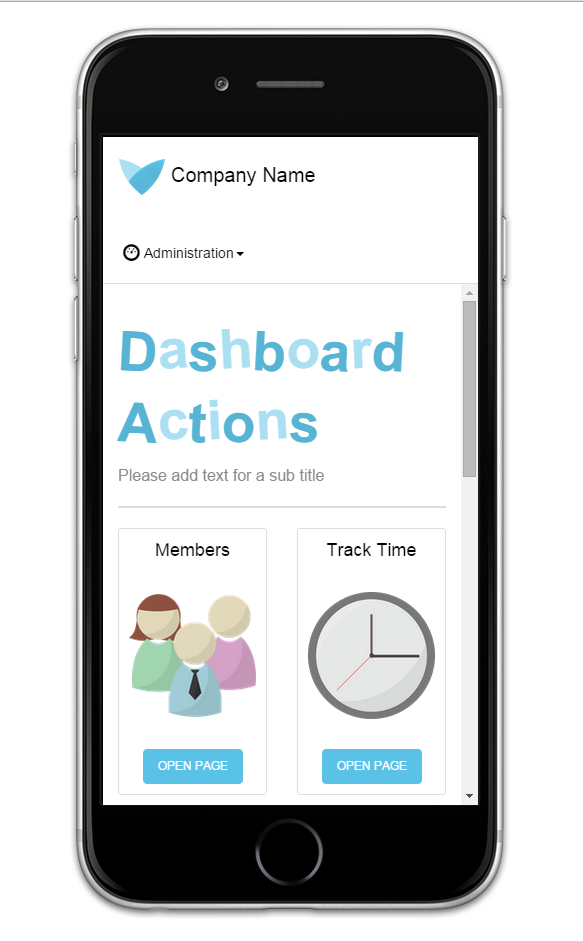 Company Name
Administration
Dashboard
Actions
Please add text for a sub title
Members
Track Time
OPEN PAGE
OPEN PAGE